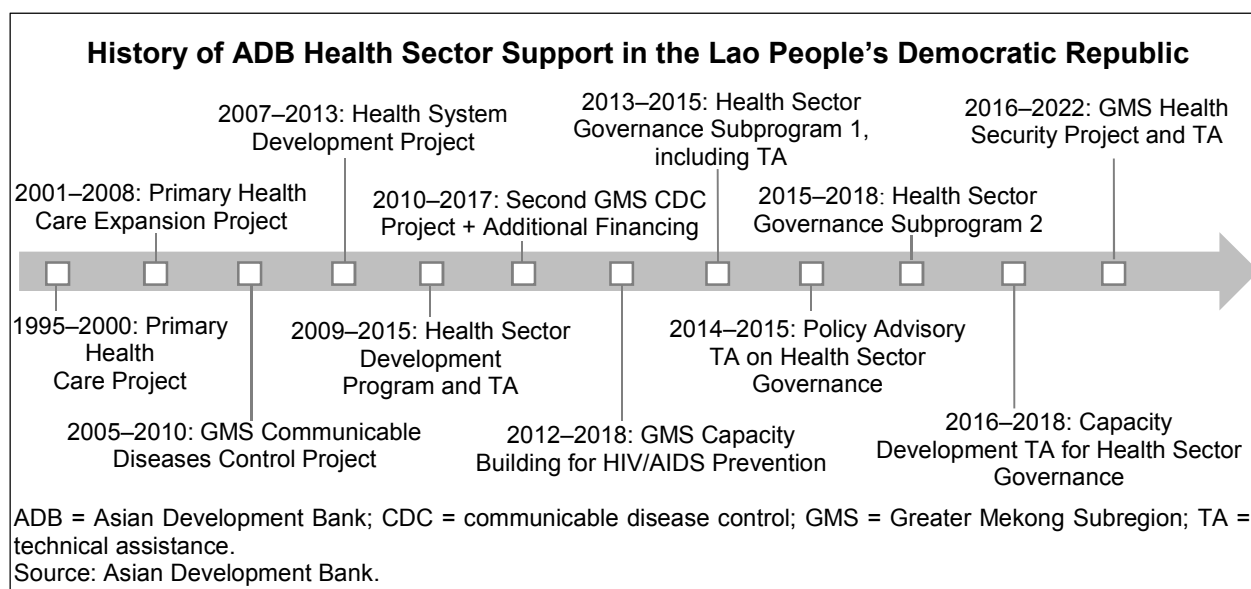 History of ADB Health Sector Support in the Lao People's Democratic Republic
2007–2013: Health System
Development Project
2013–2015: Health Sector
Governance Subprogram 1,
including TA
2016–2022: GMS Health
Security Project and TA
2001–2008: Primary Health
Care Expansion Project
2010–2017: Second GMS CDC
Project + Additional Financing
2015–2018: Health Sector
Governance Subprogram 2
1995–2000: Primary
Health
Care Project
2009–2015: Health Sector
Development
Program and TA
2014–2015: Policy Advisory
TA on Health Sector
Governance
2005–2010: GMS Communicable
Diseases Control Project
2012–2018: GMS Capacity
Building for HIV/AIDS Prevention
2016–2018: Capacity
Development TA for Health Sector
Governance
ADB = Asian Development Bank; CDC = communicable disease control; GMS = Greater Mekong Subregion; TA =
technical assistance.
Source: Asian Development Bank.